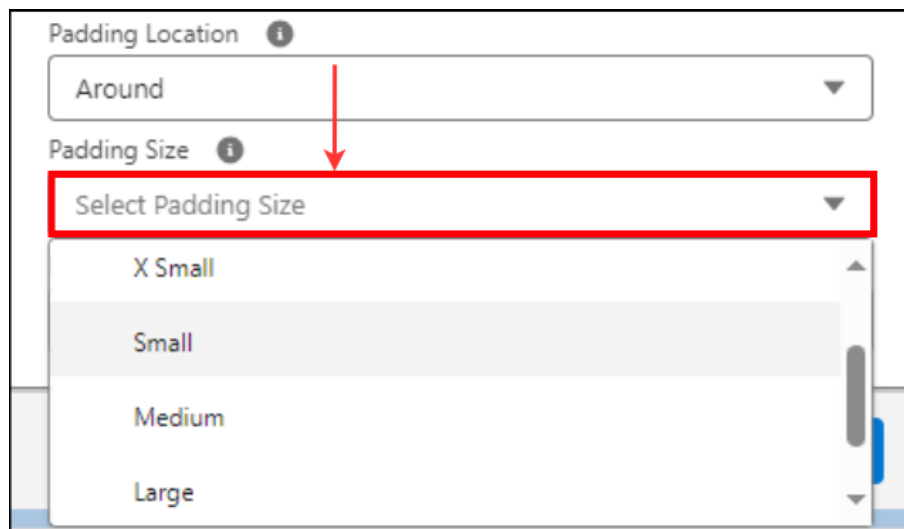 Padding Location
Around
Padding Size
Select Padding Size
X Small
Small
Medium
Large